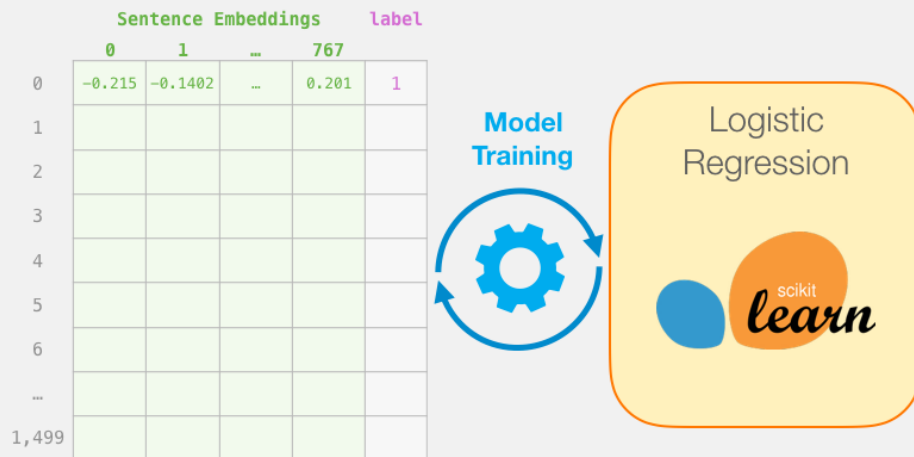 Sentence Embeddings label
0 1 … 767
0 -0.215 -0.1402 … 0.201 1
1
2
3
4
5
6
…
1,499
Model
Training
Logistic
Regression
scikit
learn